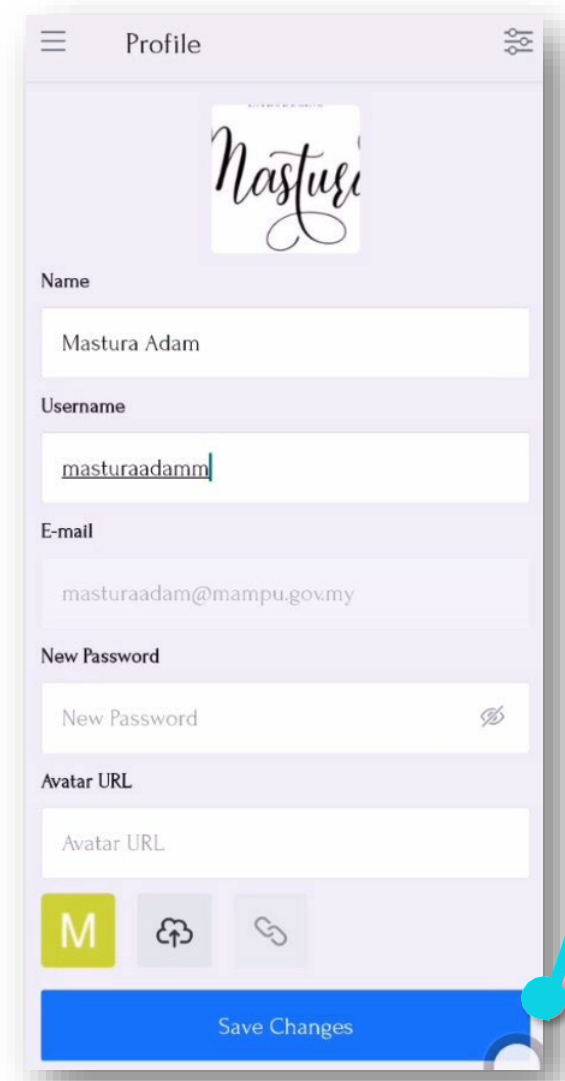 Profile
Name
Mastura Adam
Username
masturaadamm
E-mail
masturaadam@mampu.gov.my
New Password
New Password
Avatar URL
Avatar URL
M
Save Changes